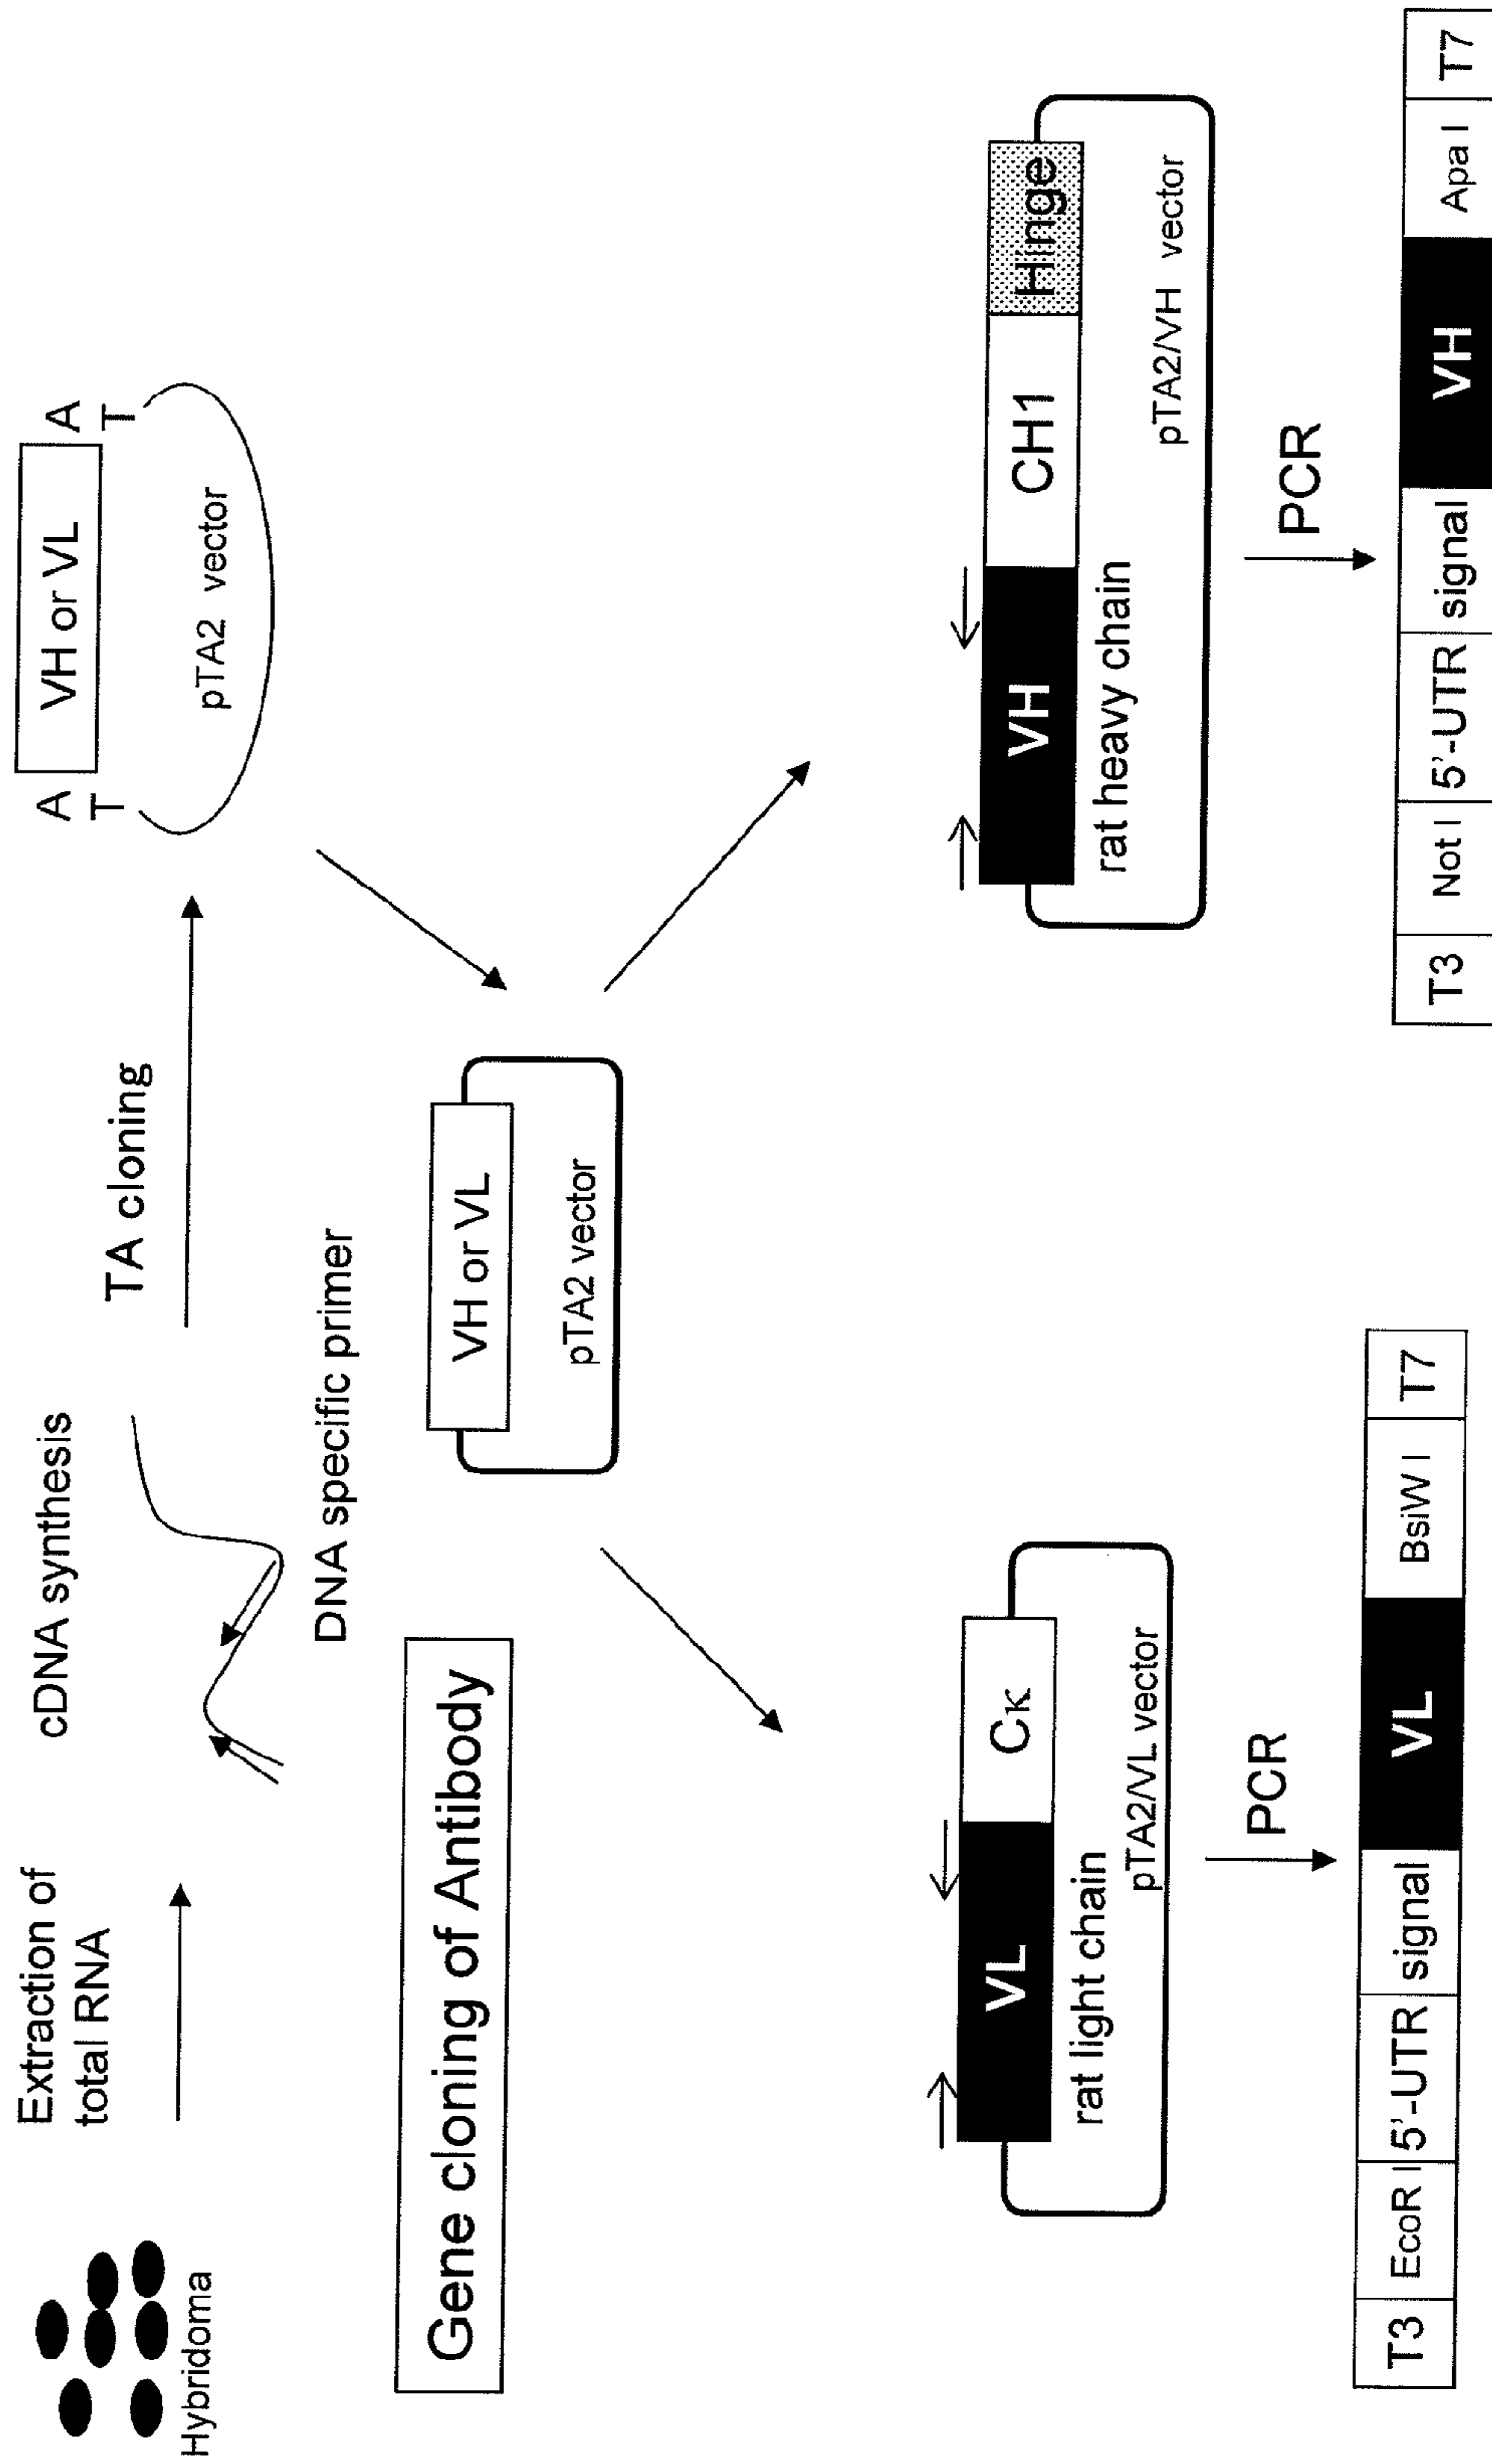 Extraction of
total RNA
cDNA synthesis
TA cloning
A
VH or VL
A
T
T
pTA2 vector
Hybridoma
DNA specific primer
Gene cloning of Antibody
VH or VL
pTA2 vector
VL
Cκ
rat light chain
pTA2/VL vector
PCR
T3
EcoR I
5'-UTR
signal
VL
BsiW I
T7
VH
CH1
Hinge
rat heavy chain
pTA2/VH vector
PCR
T3
Not I
5'-UTR
signal
VH
Apa I
T7